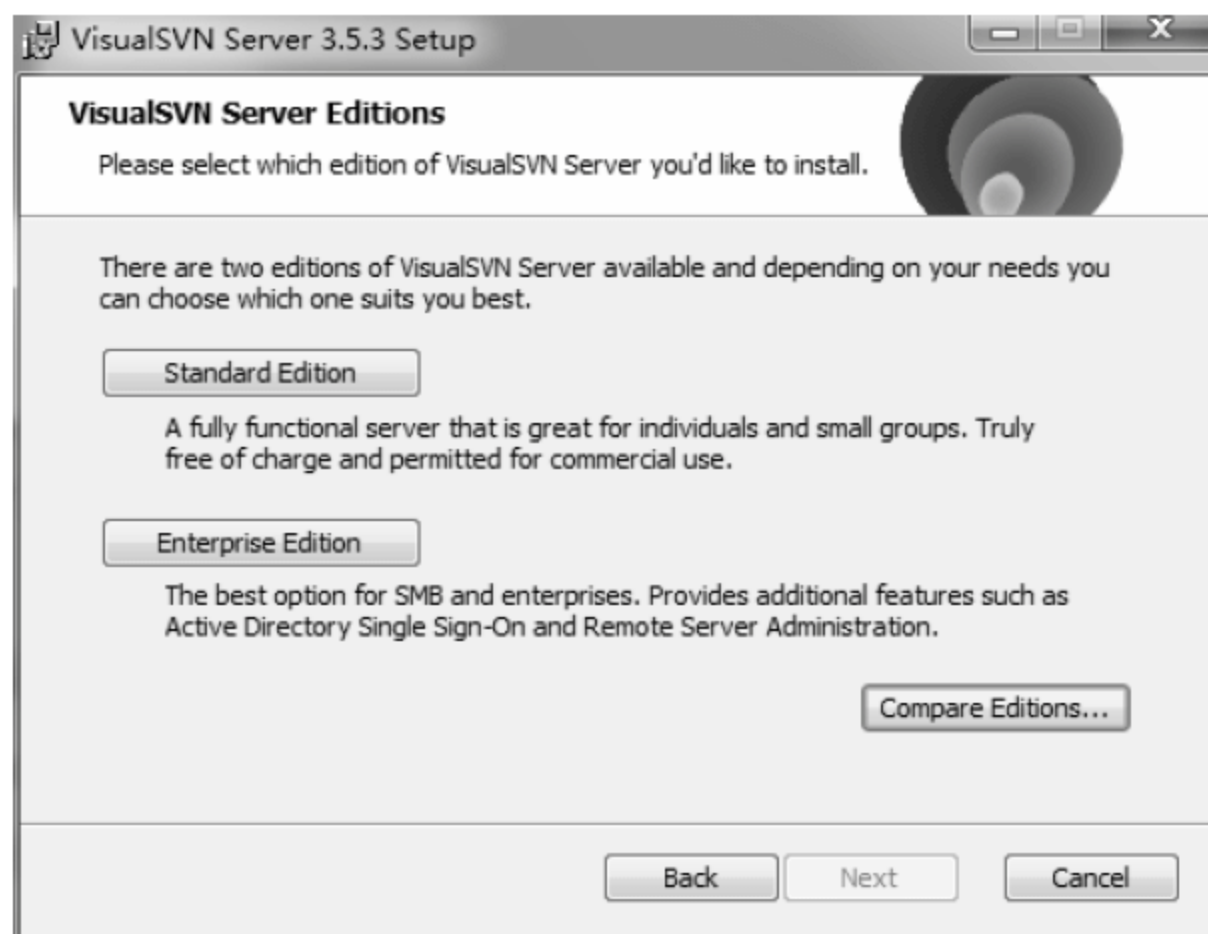 VisualSVN Server 3.5.3 Setup
VisualSVN Server Editions
Please select which edition of VisualSVN Server you'd like to install.
There are two editions of VisualSVN Server available and depending on your needs you
can choose which one suits you best.
Standard Edition
A fully functional server that is great for individuals and small groups. Truly
free of charge and permitted for commercial use.
Enterprise Edition
The best option for SMB and enterprises. Provides additional features such as
Active Directory Single Sign-On and Remote Server Administration.
Compare Editions...
Back Next Cancel